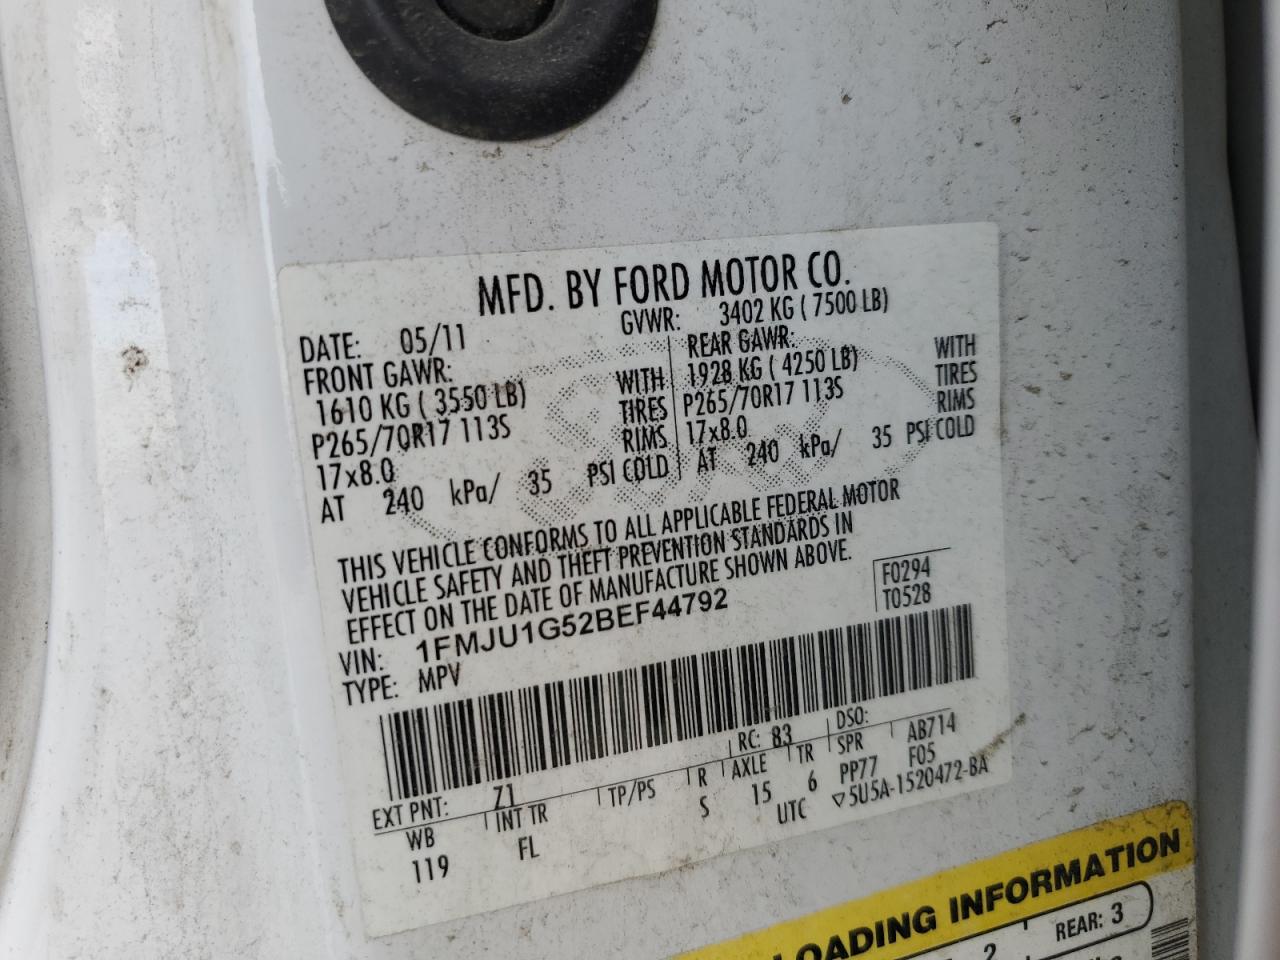 MFD. BY FORD MOTOR CO.
DATE: 05/11 GVWR: 3402 KG ( 7500 LB)
FRONT GAWR: REAR GAWR:
1610 KG ( 3550 LB) WITH 1928 KG ( 4250 LB) WITH
P265/70R17 113S TIRES P265/70R17 113S TIRES
17x8.0 RIMS 17x8.0 RIMS
AT 240 kPa/ 35 PSI COLD AT 240 kPa/ 35 PSI COLD
THIS VEHICLE CONFORMS TO ALL APPLICABLE FEDERAL MOTOR
VEHICLE SAFETY AND THEFT PREVENTION STANDARDS IN
EFFECT ON THE DATE OF MANUFACTURE SHOWN ABOVE.
F0294
T0528
VIN: 1FMJU1G52BEF44792
TYPE: MPV
EXT PNT: Z1 RC: 83 DSO:
WB INT TR TP/PS R AXLE TR SPR AB714
119 FL S 15 6 PP77 F05
UTC ▽5U5A-1520472-BA
LOADING INFORMATION
2 REAR: 3